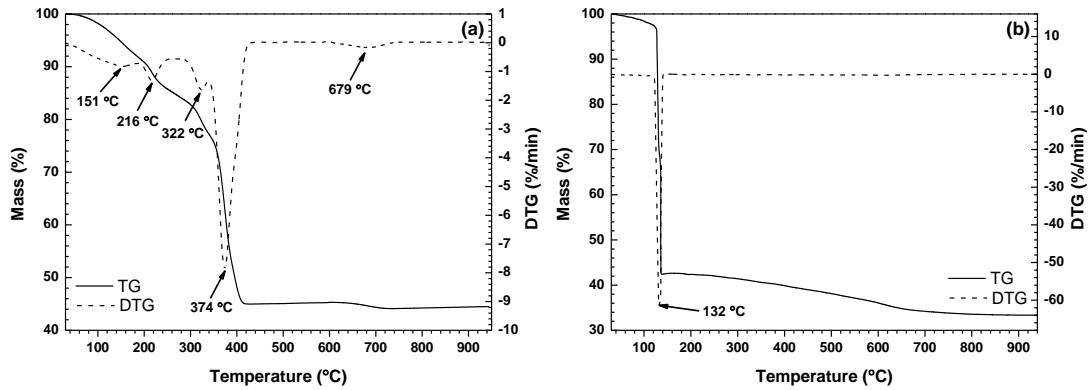 (a)
100
90
80
70
60
50
40
Mass (%)
1
0
-1
-2
-3
-4
-5
-6
-7
-8
-9
-10
DTG (%/min)
151 ºC
216 ºC
322 ºC
374 ºC
679 ºC
TG
DTG
100 200 300 400 500 600 700 800 900
Temperature (ºC)
(b)
100
90
80
70
60
50
40
30
Mass (%)
10
0
-10
-20
-30
-40
-50
-60
DTG (%/min)
132 ºC
TG
DTG
100 200 300 400 500 600 700 800 900
Temperature (ºC)